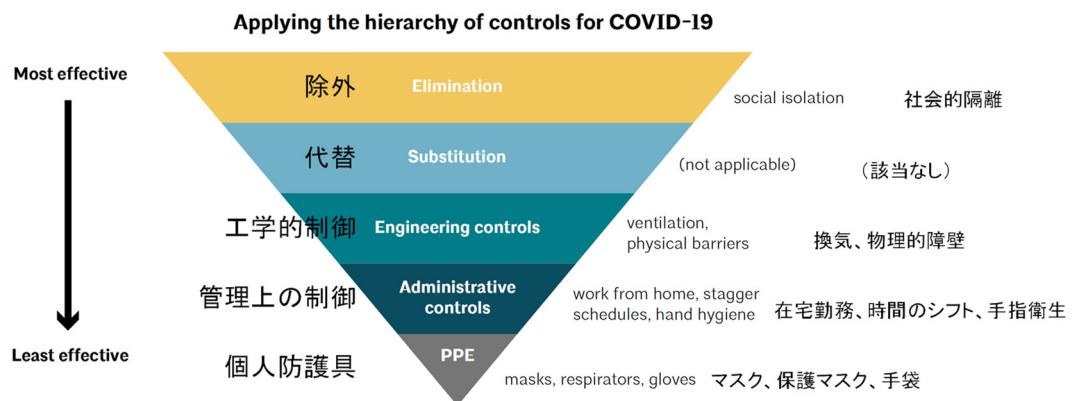 Applying the hierarchy of controls for COVID-19
Most effective
除外 Elimination
social isolation 社会的隔離
代替 Substitution
(not applicable) (該当なし)
工学的制御 Engineering controls
ventilation,
physical barriers 換気、物理的障壁
管理上の制御 Administrative
controls
work from home, stagger
schedules, hand hygiene 在宅勤務、時間のシフト、手指衛生
Least effective
個人防護具 PPE
masks, respirators, gloves マスク、保護マスク、手袋